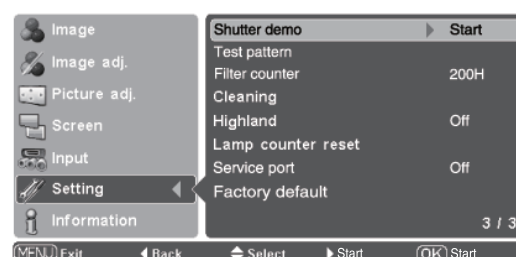 Image
Image adj.
Picture adj.
Screen
Input
Setting
Information
Shutter demo Start
Test pattern
Filter counter 200H
Cleaning
Highland Off
Lamp counter reset
Service port Off
Factory default
3 / 3
MENU Exit Back Select Start OK Start